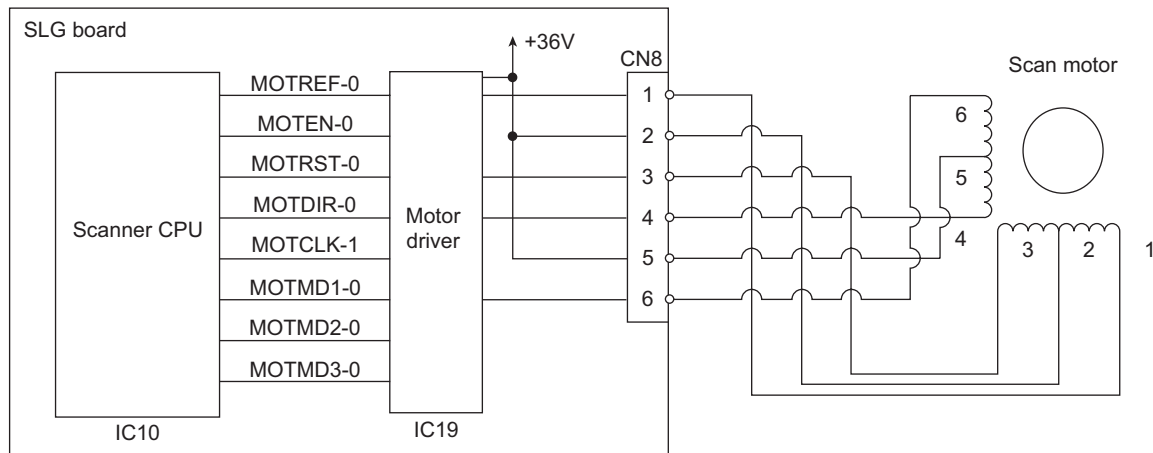 SLG board
+36V
CN8
Scan motor
MOTREF-0
MOTEN-0
MOTRST-0
MOTDIR-0
MOTCLK-1
MOTMD1-0
MOTMD2-0
MOTMD3-0
Scanner CPU
Motor
driver
IC10
IC19
1
2
3
4
5
6
6
5
4
3
2
1